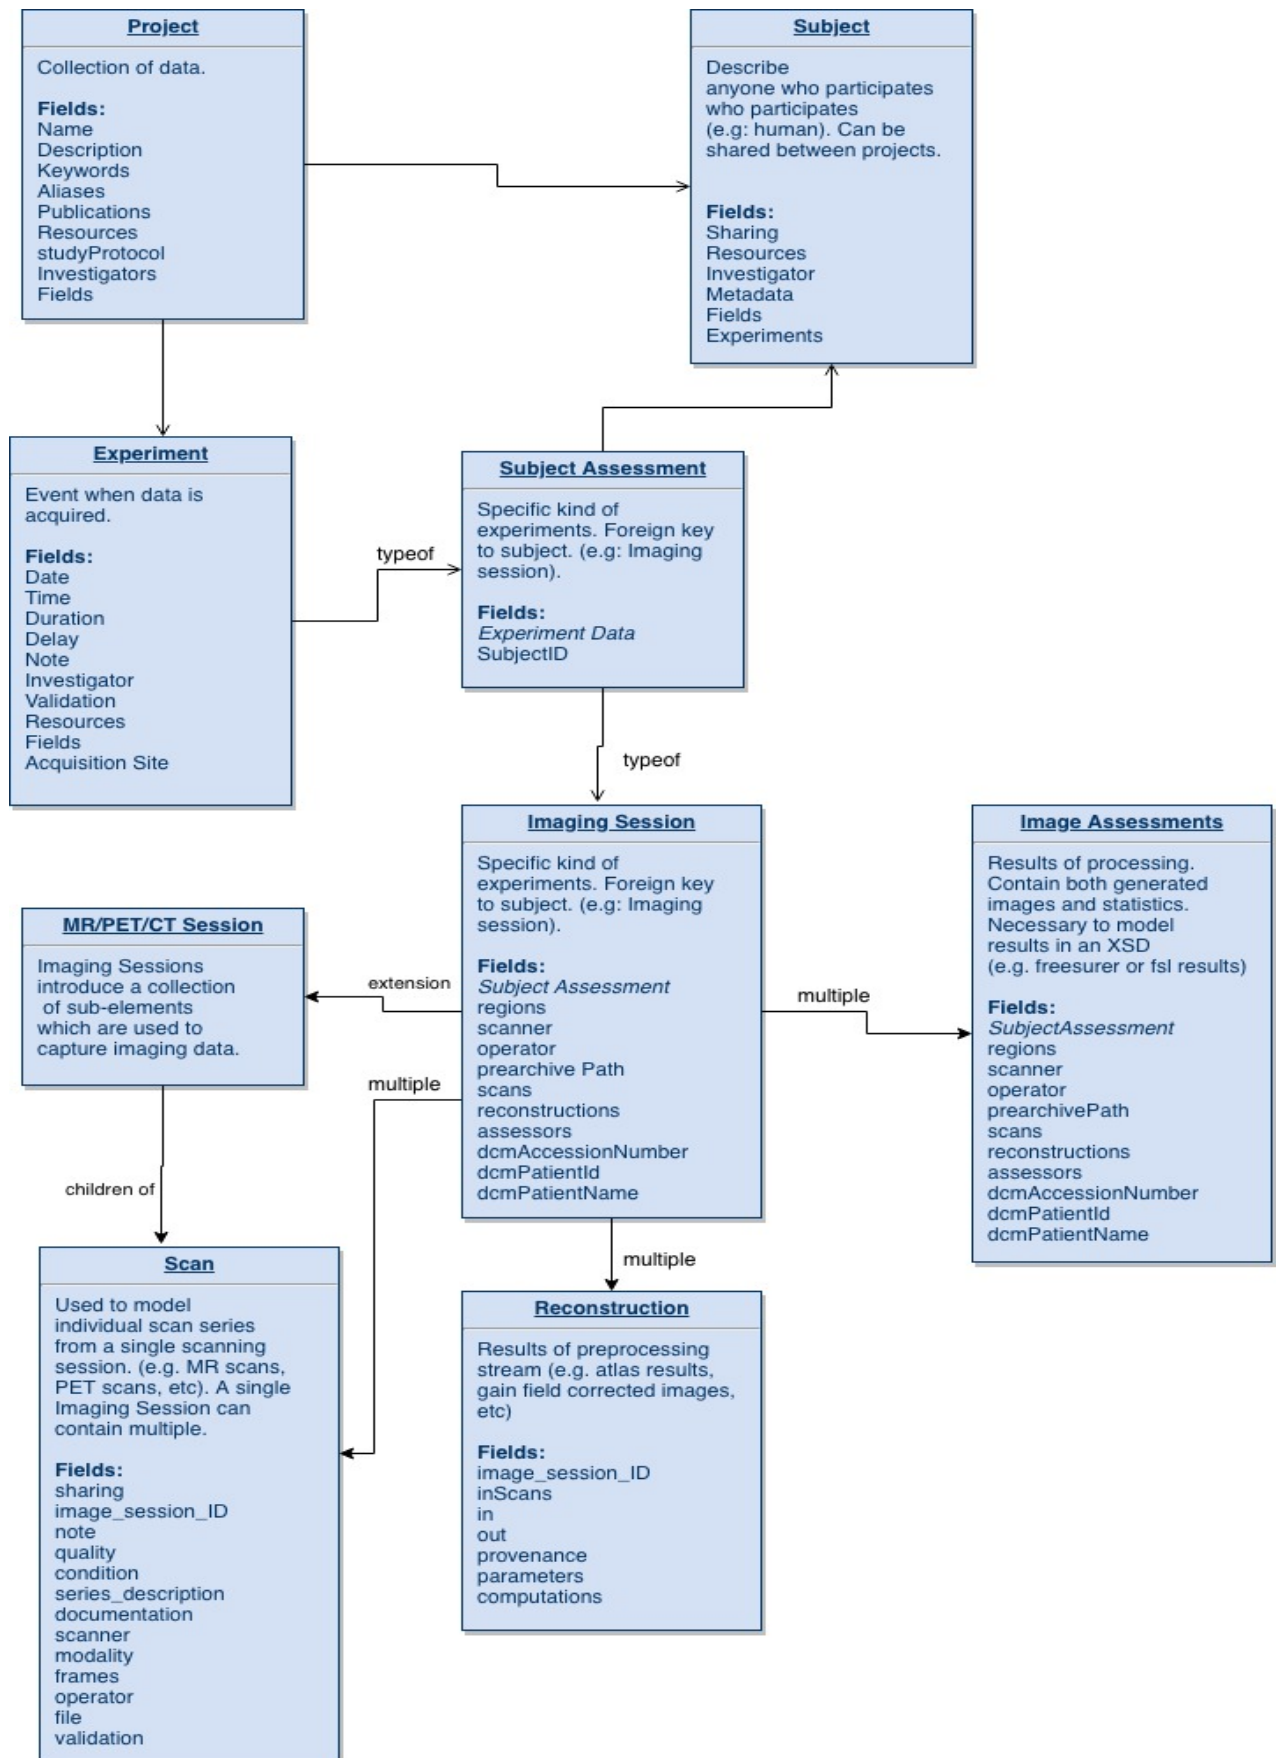 Project
Collection of data.
Fields:
Name
Description
Keywords
Aliases
Publications
Resources
studyProtocol
Investigators
Fields
Subject
Describe
anyone who participates
who participates
(e.g: human). Can be
shared between projects.
Fields:
Sharing
Resources
Investigator
Metadata
Fields
Experiments
Experiment
Event when data is
acquired.
Fields:
Date
Time
Duration
Delay
Note
Investigator
Validation
Resources
Fields
Acquisition Site
typeof
Subject Assessment
Specific kind of
experiments. Foreign key
to subject. (e.g: Imaging
session).
Fields:
Experiment Data
SubjectID
typeof
Imaging Session
Specific kind of
experiments. Foreign key
to subject. (e.g: Imaging
session).
Fields:
Subject Assessment
regions
scanner
operator
prearchive Path
scans
reconstructions
assessors
dcmAccessionNumber
dcmPatientId
dcmPatientName
multiple
Image Assessments
Results of processing.
Contain both generated
images and statistics.
Necessary to model
results in an XSD
(e.g. freesurer or fsl results)
Fields:
SubjectAssessment
regions
scanner
operator
prearchivePath
scans
reconstructions
assessors
dcmAccessionNumber
dcmPatientId
dcmPatientName
extension
MR/PET/CT Session
Imaging Sessions
introduce a collection
of sub-elements
which are used to
capture imaging data.
multiple
children of
Scan
Used to model
individual scan series
from a single scanning
session. (e.g. MR scans,
PET scans, etc). A single
Imaging Session can
contain multiple.
Fields:
sharing
image_session_ID
note
quality
condition
series_description
documentation
scanner
modality
frames
operator
file
validation
multiple
Reconstruction
Results of preprocessing
stream (e.g. atlas results,
gain field corrected images,
etc)
Fields:
image_session_ID
inScans
in
out
provenance
parameters
computations